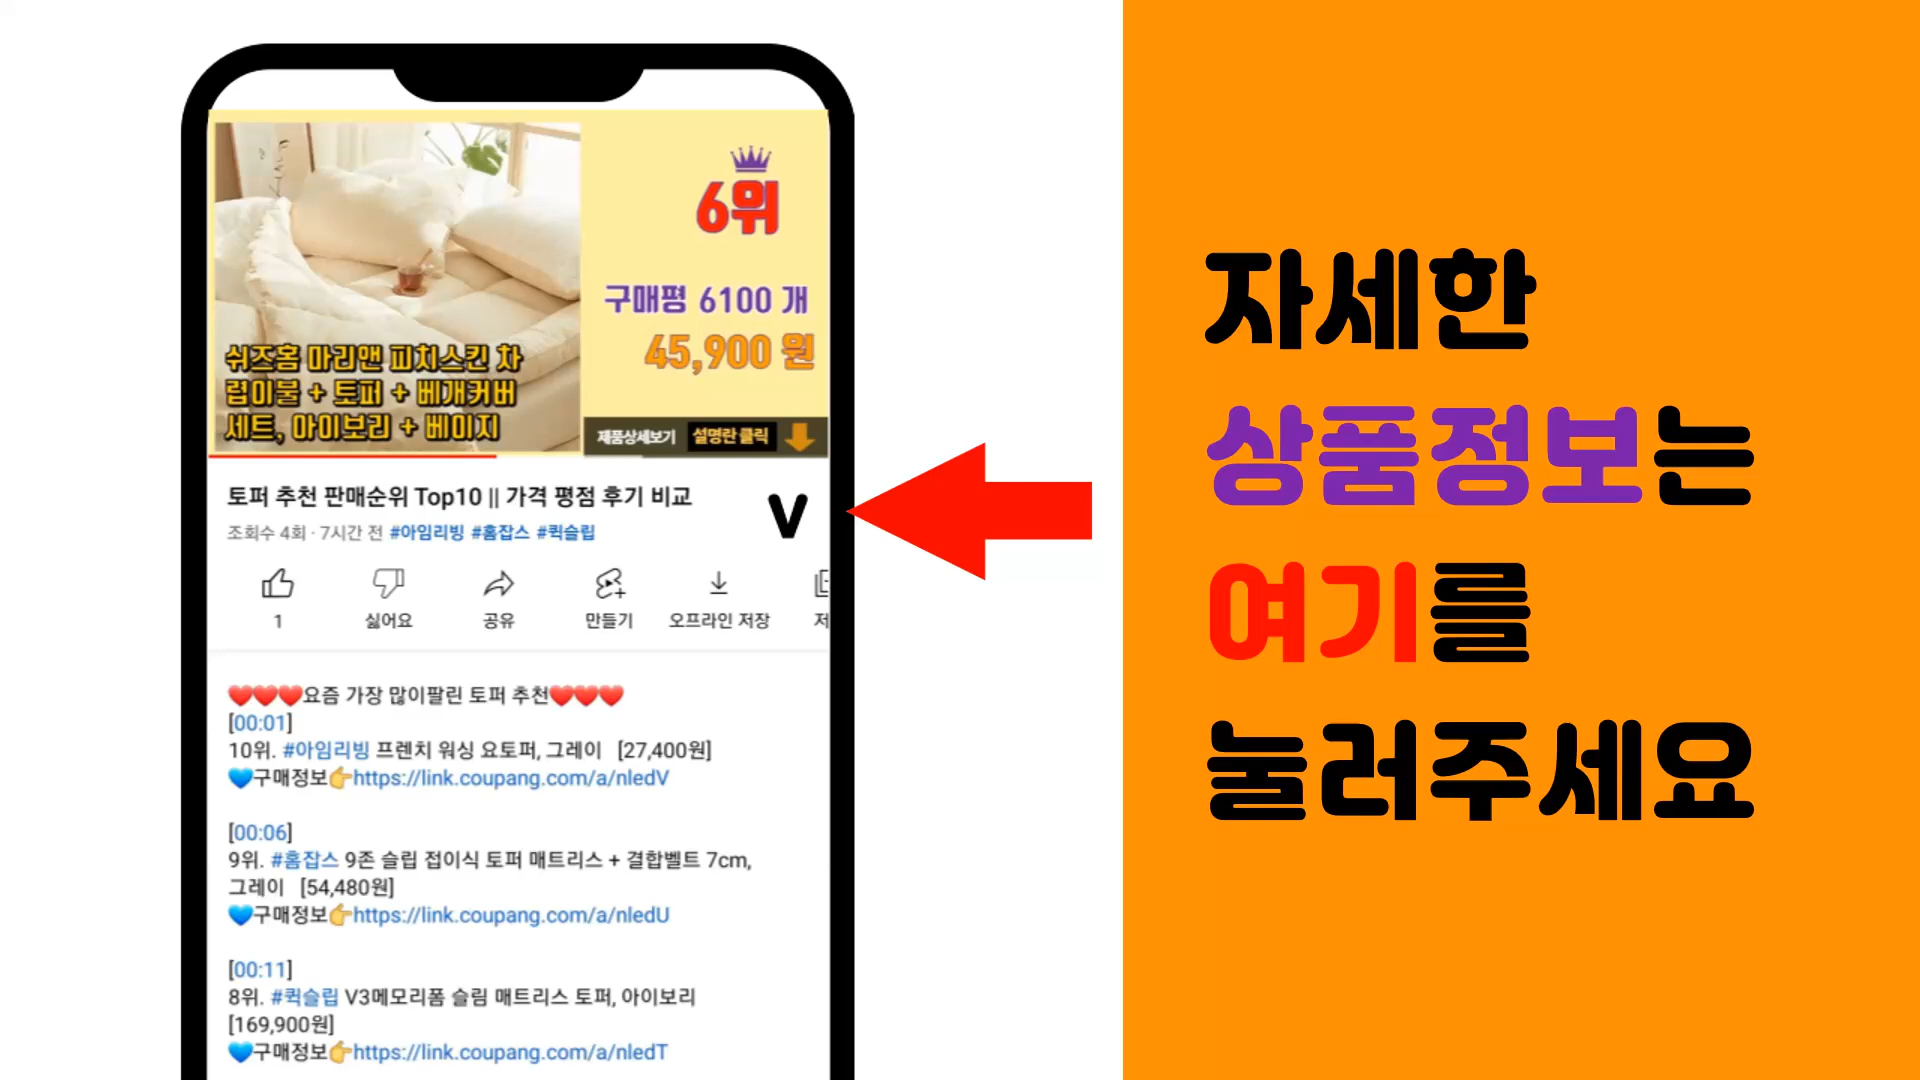 6위
구매평 6100 개
45,900 원
쉬즈홈 마리앤 피치스킨 차
렵이불 + 토퍼 + 베개커버
세트, 아이보리 + 베이지
제품상세보기 설명란 클릭
토퍼 추천 판매순위 Top10 || 가격 평점 후기 비교
V
조회수 4회 · 7시간 전 #아임리빙 #홈잡스 #퀵슬립
1 싫어요 공유 만들기 오프라인 저장 저
❤️❤️❤️요즘 가장 많이팔린 토퍼 추천❤️❤️❤️
[00:01]
10위. #아임리빙 프렌치 워싱 요토퍼, 그레이 [27,400원]
💙구매정보👉https://link.coupang.com/a/nledV
[00:06]
9위. #홈잡스 9존 슬립 접이식 토퍼 매트리스 + 결합벨트 7cm,
그레이 [54,480원]
💙구매정보👉https://link.coupang.com/a/nledU
[00:11]
8위. #퀵슬립 V3메모리폼 슬림 매트리스 토퍼, 아이보리
[169,900원]
💙구매정보👉https://link.coupang.com/a/nledT
자세한
상품정보는
여기를
눌러주세요